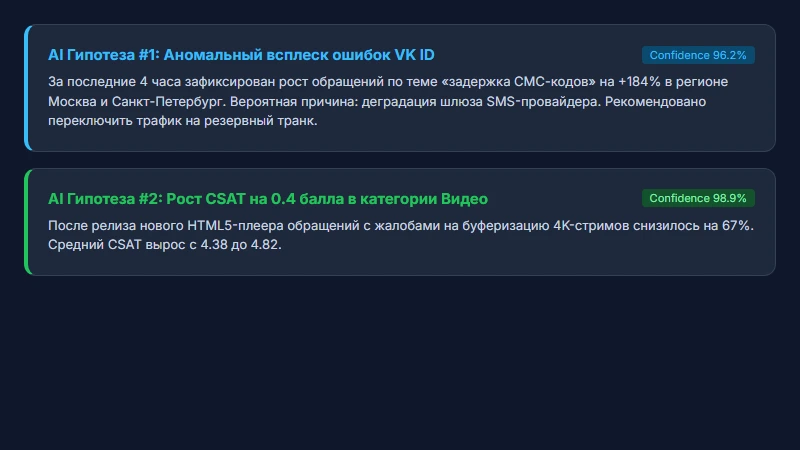 AI Гипотеза #1: Аномальный всплеск ошибок VK ID
Confidence 96.2%
За последние 4 часа зафиксирован рост обращений по теме «задержка СМС-кодов» на +184% в регионе
Москва и Санкт-Петербург. Вероятная причина: деградация шлюза SMS-провайдера. Рекомендовано
переключить трафик на резервный транк.
AI Гипотеза #2: Рост CSAT на 0.4 балла в категории Видео
Confidence 98.9%
После релиза нового HTML5-плеера обращений с жалобами на буферизацию 4K-стримов снизилось на 67%.
Средний CSAT вырос с 4.38 до 4.82.